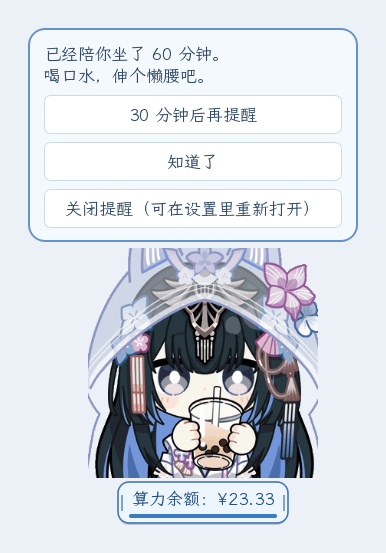 已经陪你坐了 60 分钟。
喝口水，伸个懒腰吧。
30 分钟后再提醒
知道了
关闭提醒（可在设置里重新打开）
算力余额：¥23.33